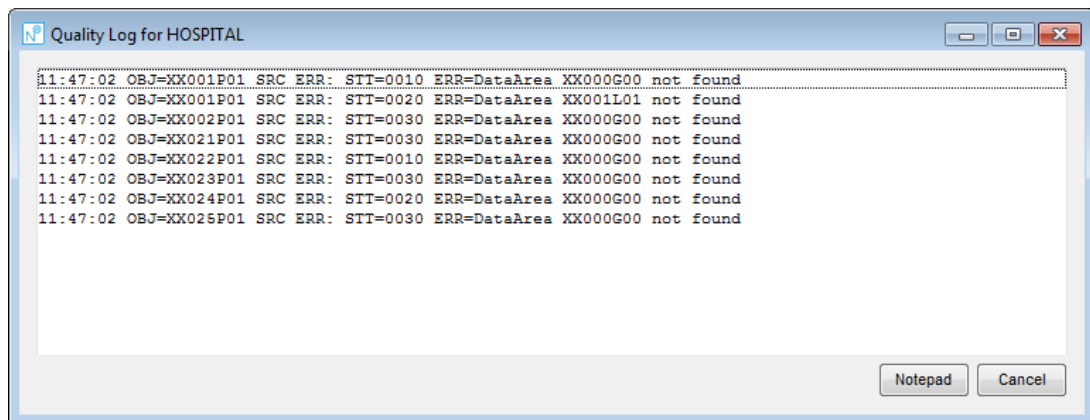 Quality Log for HOSPITAL
11:47:02 OBJ=XX001P01 SRC ERR: STT=0010 ERR=DataArea XX000G00 not found
11:47:02 OBJ=XX001P01 SRC ERR: STT=0020 ERR=DataArea XX001L01 not found
11:47:02 OBJ=XX002P01 SRC ERR: STT=0030 ERR=DataArea XX000G00 not found
11:47:02 OBJ=XX021P01 SRC ERR: STT=0030 ERR=DataArea XX000G00 not found
11:47:02 OBJ=XX022P01 SRC ERR: STT=0010 ERR=DataArea XX000G00 not found
11:47:02 OBJ=XX023P01 SRC ERR: STT=0030 ERR=DataArea XX000G00 not found
11:47:02 OBJ=XX024P01 SRC ERR: STT=0020 ERR=DataArea XX000G00 not found
11:47:02 OBJ=XX025P01 SRC ERR: STT=0030 ERR=DataArea XX000G00 not found
Notepad Cancel